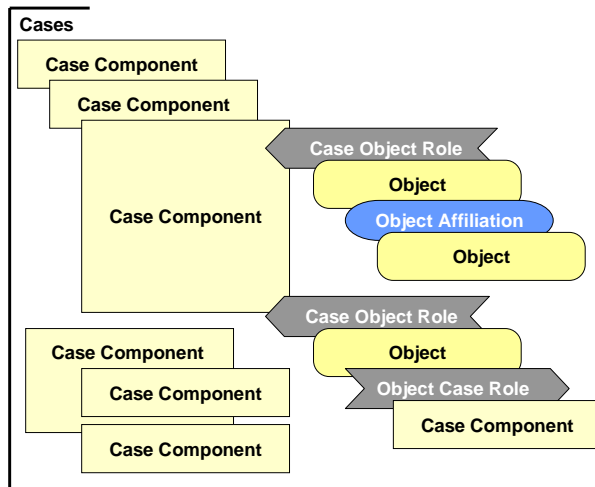 Cases
Case Component
Case Component
Case Component
Case Object Role
Object
Object Affiliation
Object
Case Object Role
Object
Object Case Role
Case Component
Case Component
Case Component
Case Component